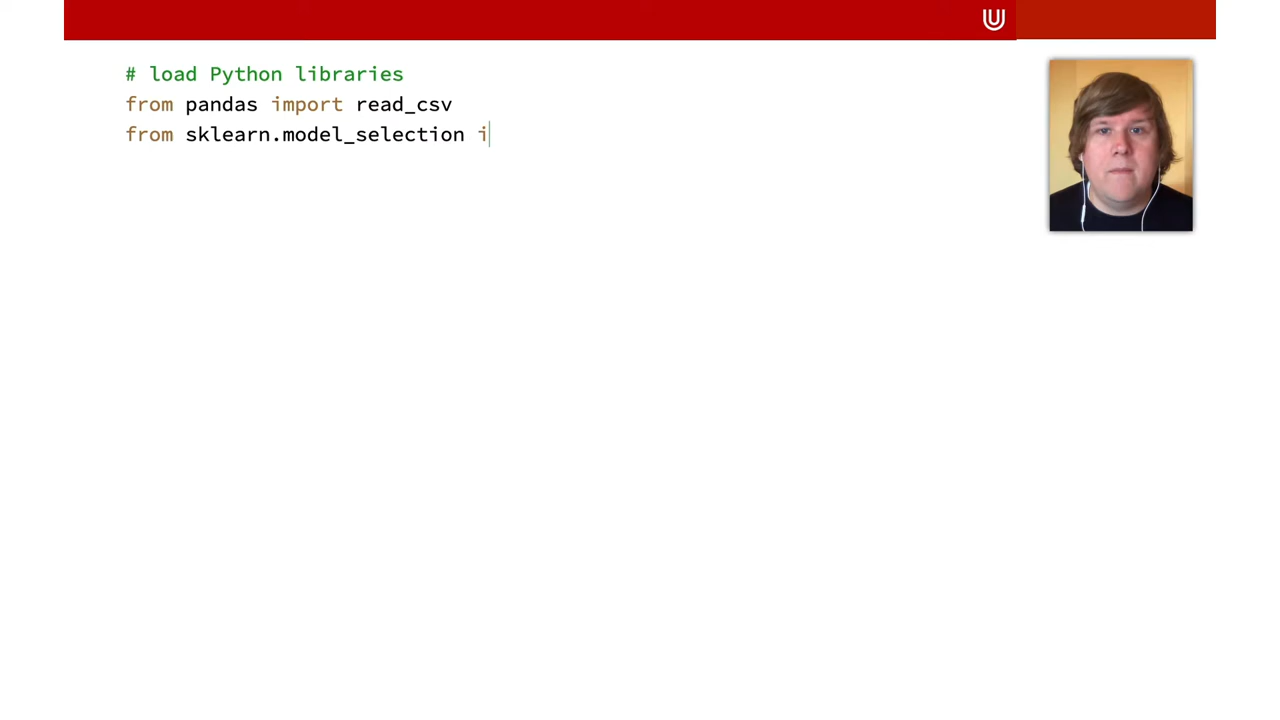 # load Python libraries
from pandas import read_csv
from sklearn.model_selection i